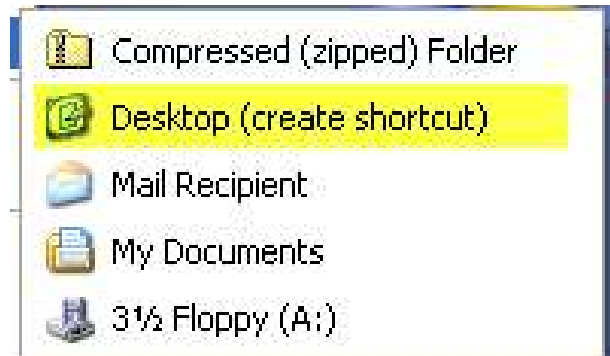 Compressed (zipped) Folder
Desktop (create shortcut)
Mail Recipient
My Documents
3½ Floppy (A:)